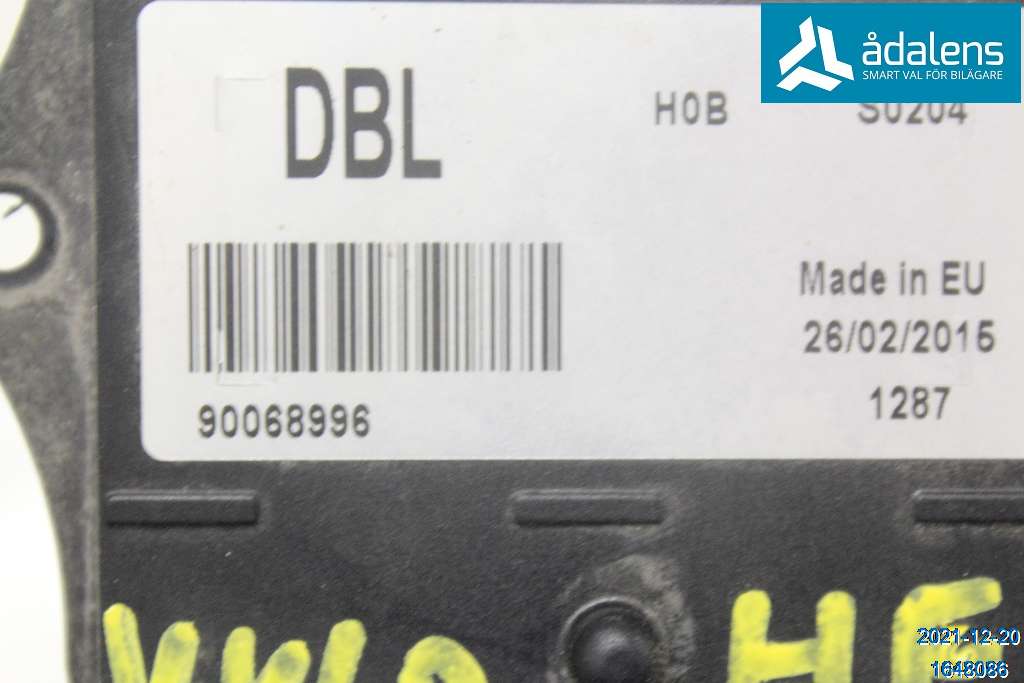 ådalens
SMART VAL FÖR BILÄGARE
DBL H0B S0204
Made in EU
26/02/2015
90068996 1287
2021-12-20
1648086